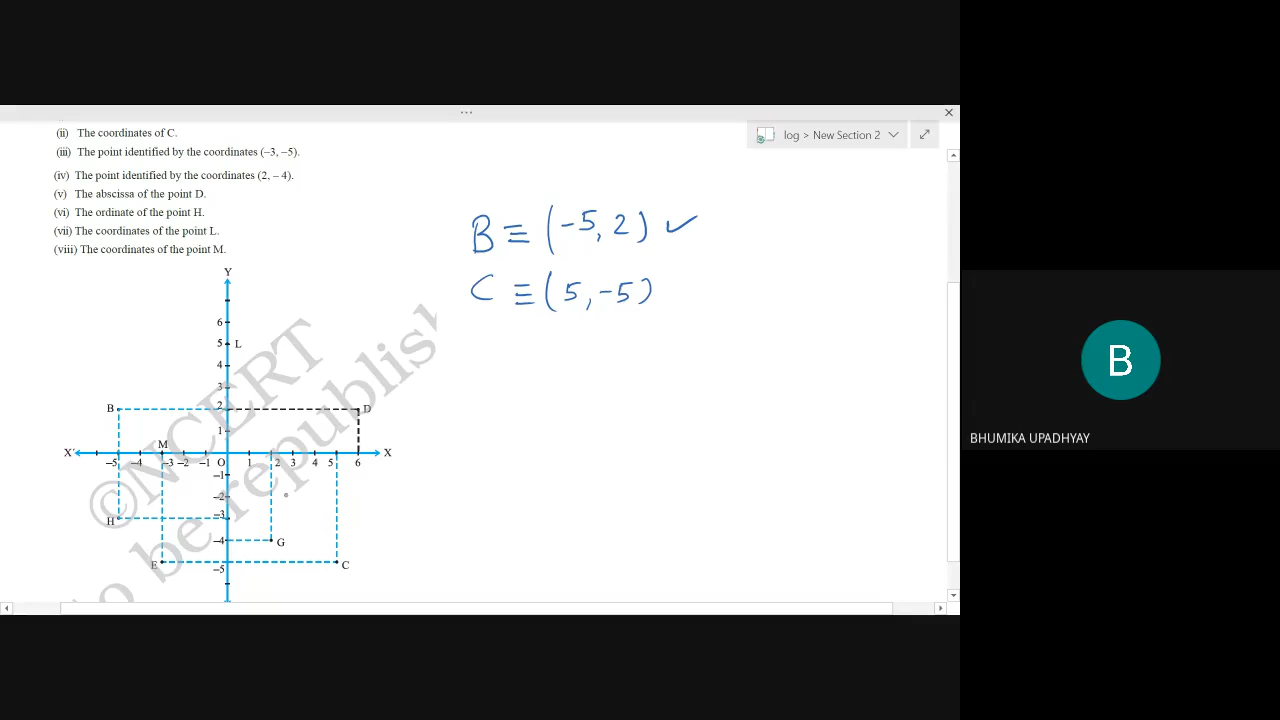 (ii) The coordinates of C.
log > New Section 2
(iii) The point identified by the coordinates (–3, –5).
(iv) The point identified by the coordinates (2, – 4).
(v) The abscissa of the point D.
(vi) The ordinate of the point H.
(vii) The coordinates of the point L.
(viii) The coordinates of the point M.
B ≡ (-5, 2) ✓
C ≡ (5, -5)
Y
6
5 L
4
3
B 2 D
1
M
X′ X
–5 –4 –3 –2 –1 O 1 2 3 4 5 6
–1
–2
–3
H
–4 G
E C
–5
©NCERT
to be republish
B
BHUMIKA UPADHYAY